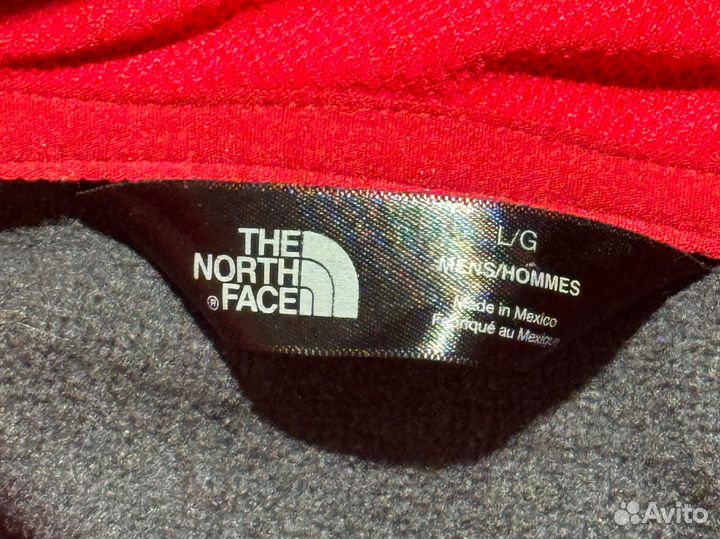 THE
NORTH
FACE
®
L/G
MENS/HOMMES
Made in Mexico
Fabriqué au Mexique
Avito